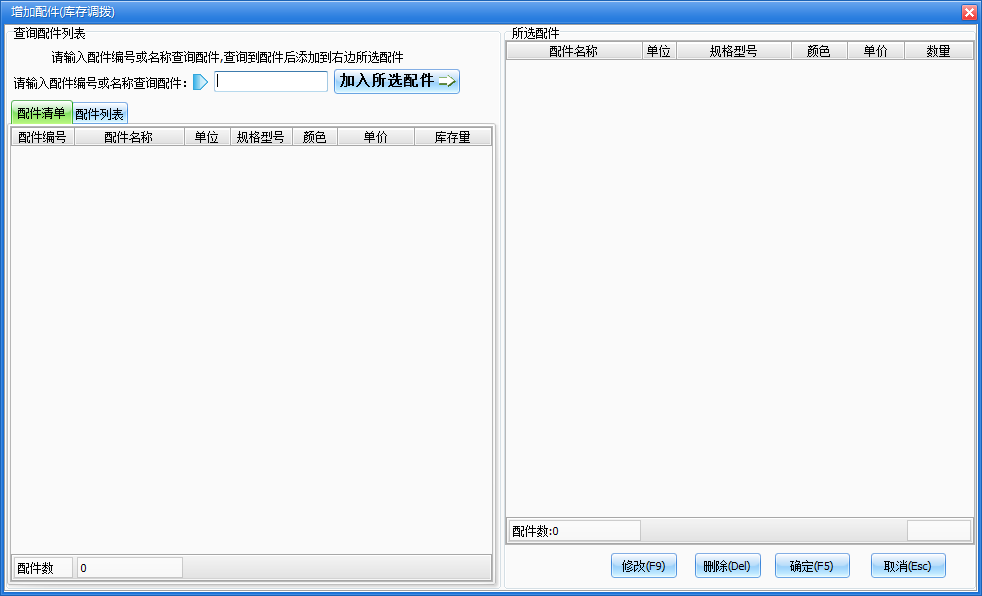 增加配件(库存调拨)
查询配件列表
请输入配件编号或名称查询配件,查询到配件后添加到右边所选配件
请输入配件编号或名称查询配件:
加入所选配件
配件清单 配件列表
配件编号 配件名称 单位 规格型号 颜色 单价 库存量
配件数 0
所选配件
配件名称 单位 规格型号 颜色 单价 数量
配件数:0
修改(F9) 删除(Del) 确定(F5) 取消(Esc)